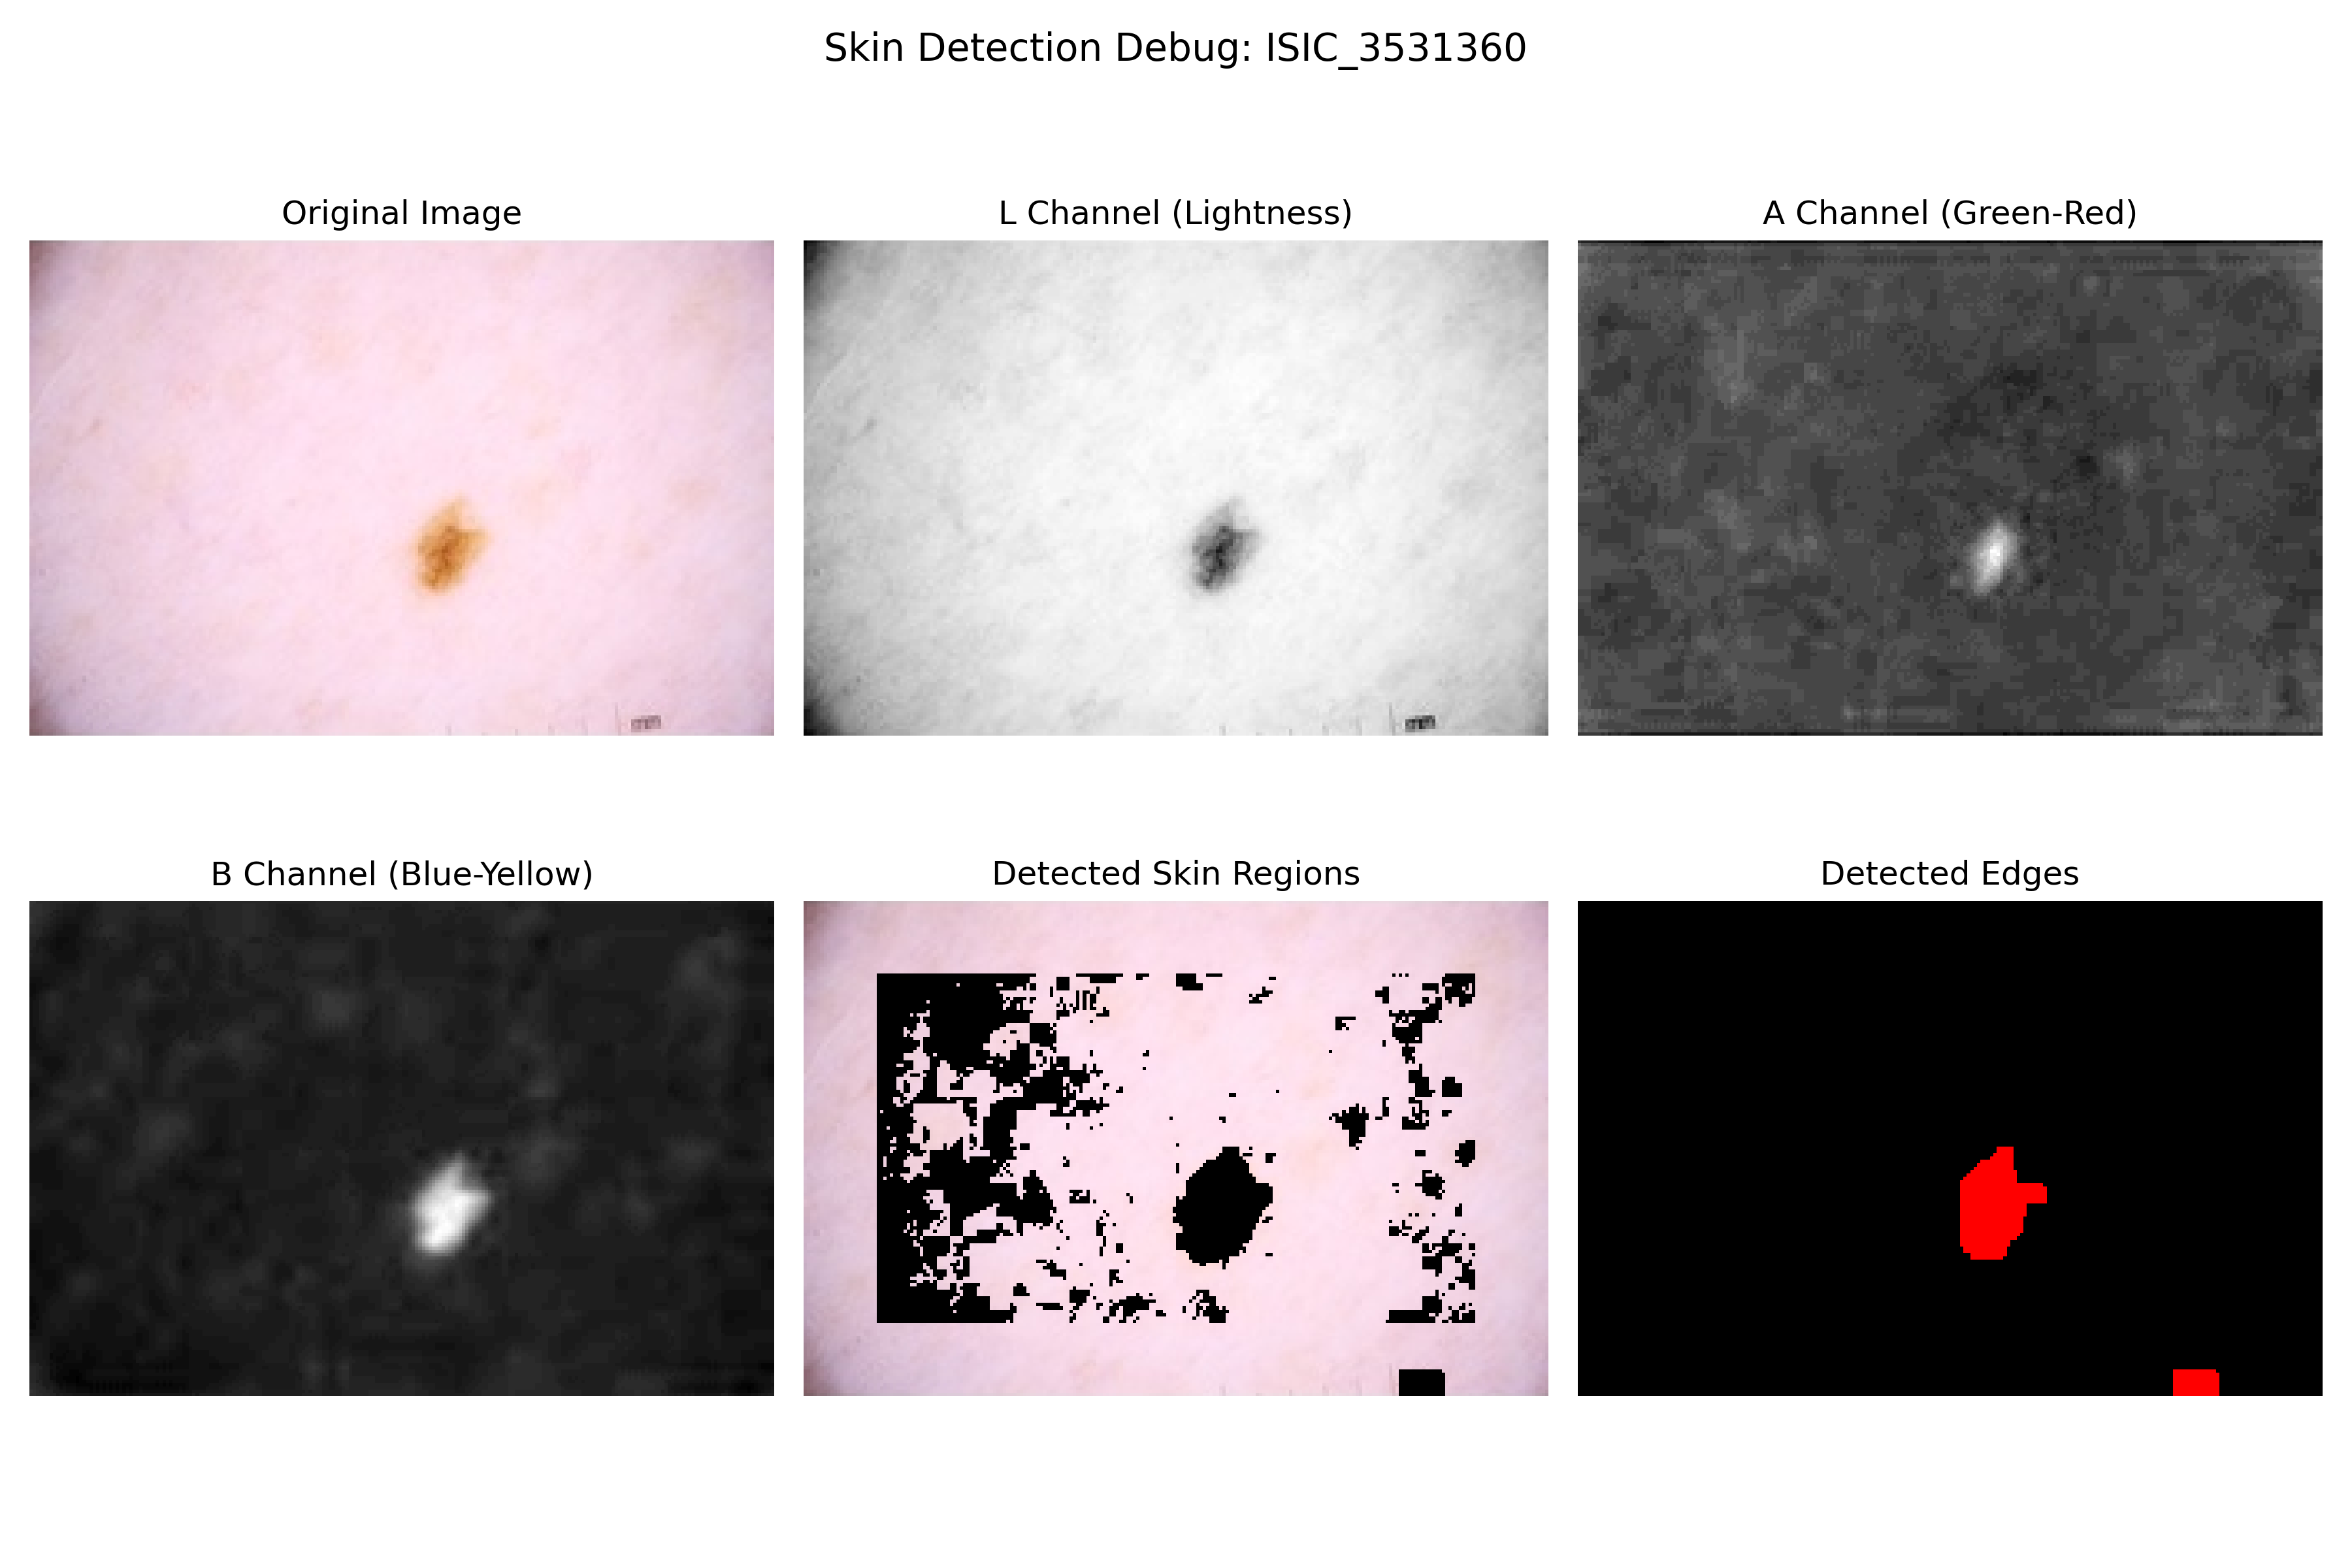 Skin Detection Debug: ISIC_3531360
Original Image
L Channel (Lightness)
A Channel (Green-Red)
B Channel (Blue-Yellow)
Detected Skin Regions
Detected Edges